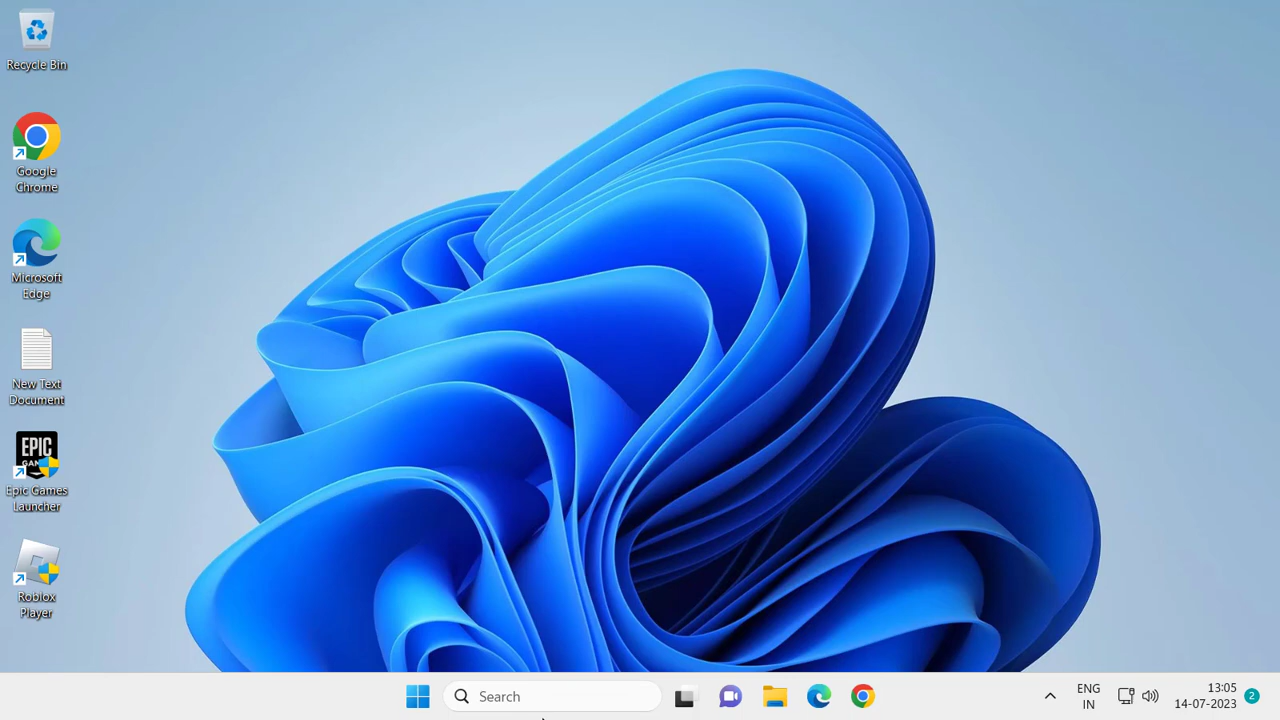 Recycle Bin
Google
Chrome
Microsoft
Edge
New Text
Document
EPIC
Epic Games
Launcher
Roblox
Player
Search
ENG
IN
13:05
14-07-2023
2